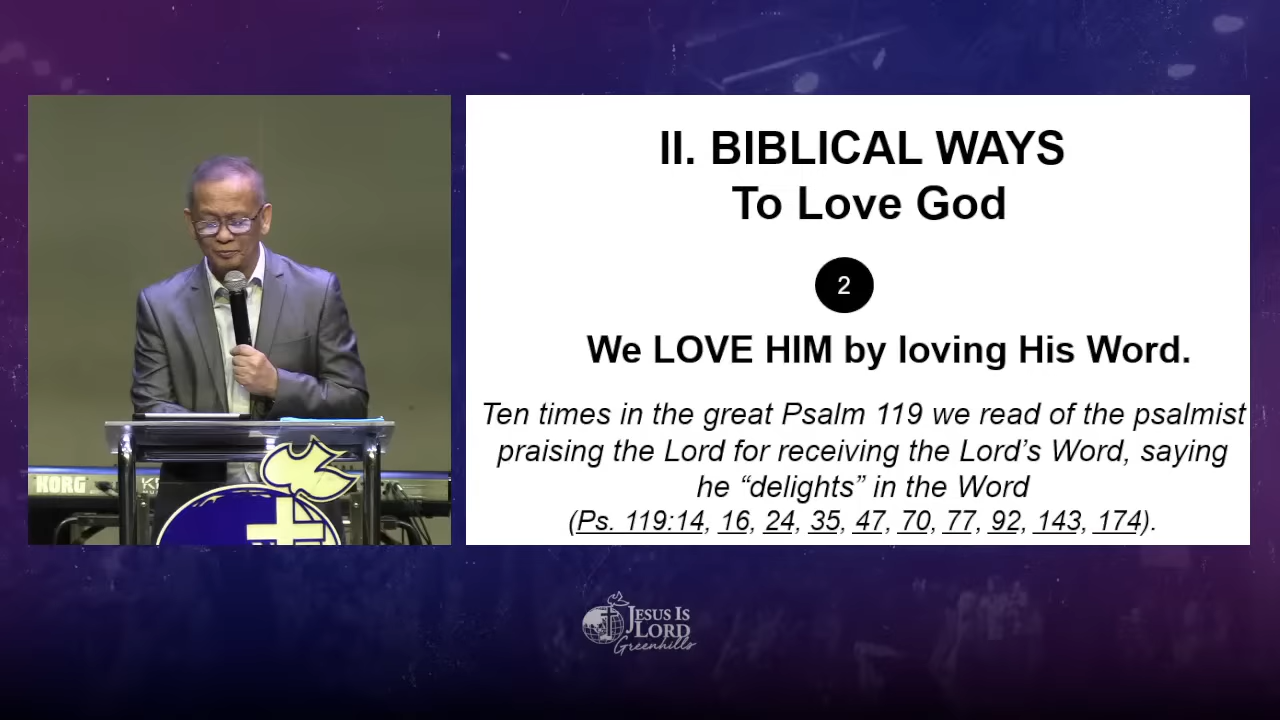 II. BIBLICAL WAYS
To Love God
2
We LOVE HIM by loving His Word.
Ten times in the great Psalm 119 we read of the psalmist
praising the Lord for receiving the Lord’s Word, saying
he “delights” in the Word
(Ps. 119:14, 16, 24, 35, 47, 70, 77, 92, 143, 174).
KORG
JESUS IS
LORD
Greenhills